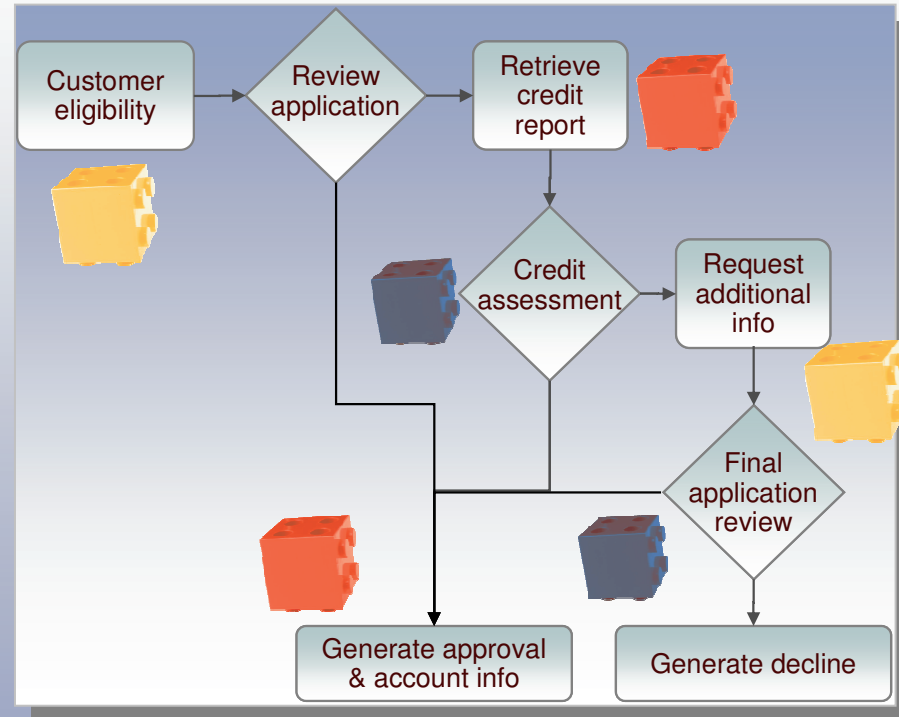 Customer
eligibility
Review
application
Retrieve
credit
report
Credit
assessment
Request
additional
info
Final
application
review
Generate approval
& account info
Generate decline